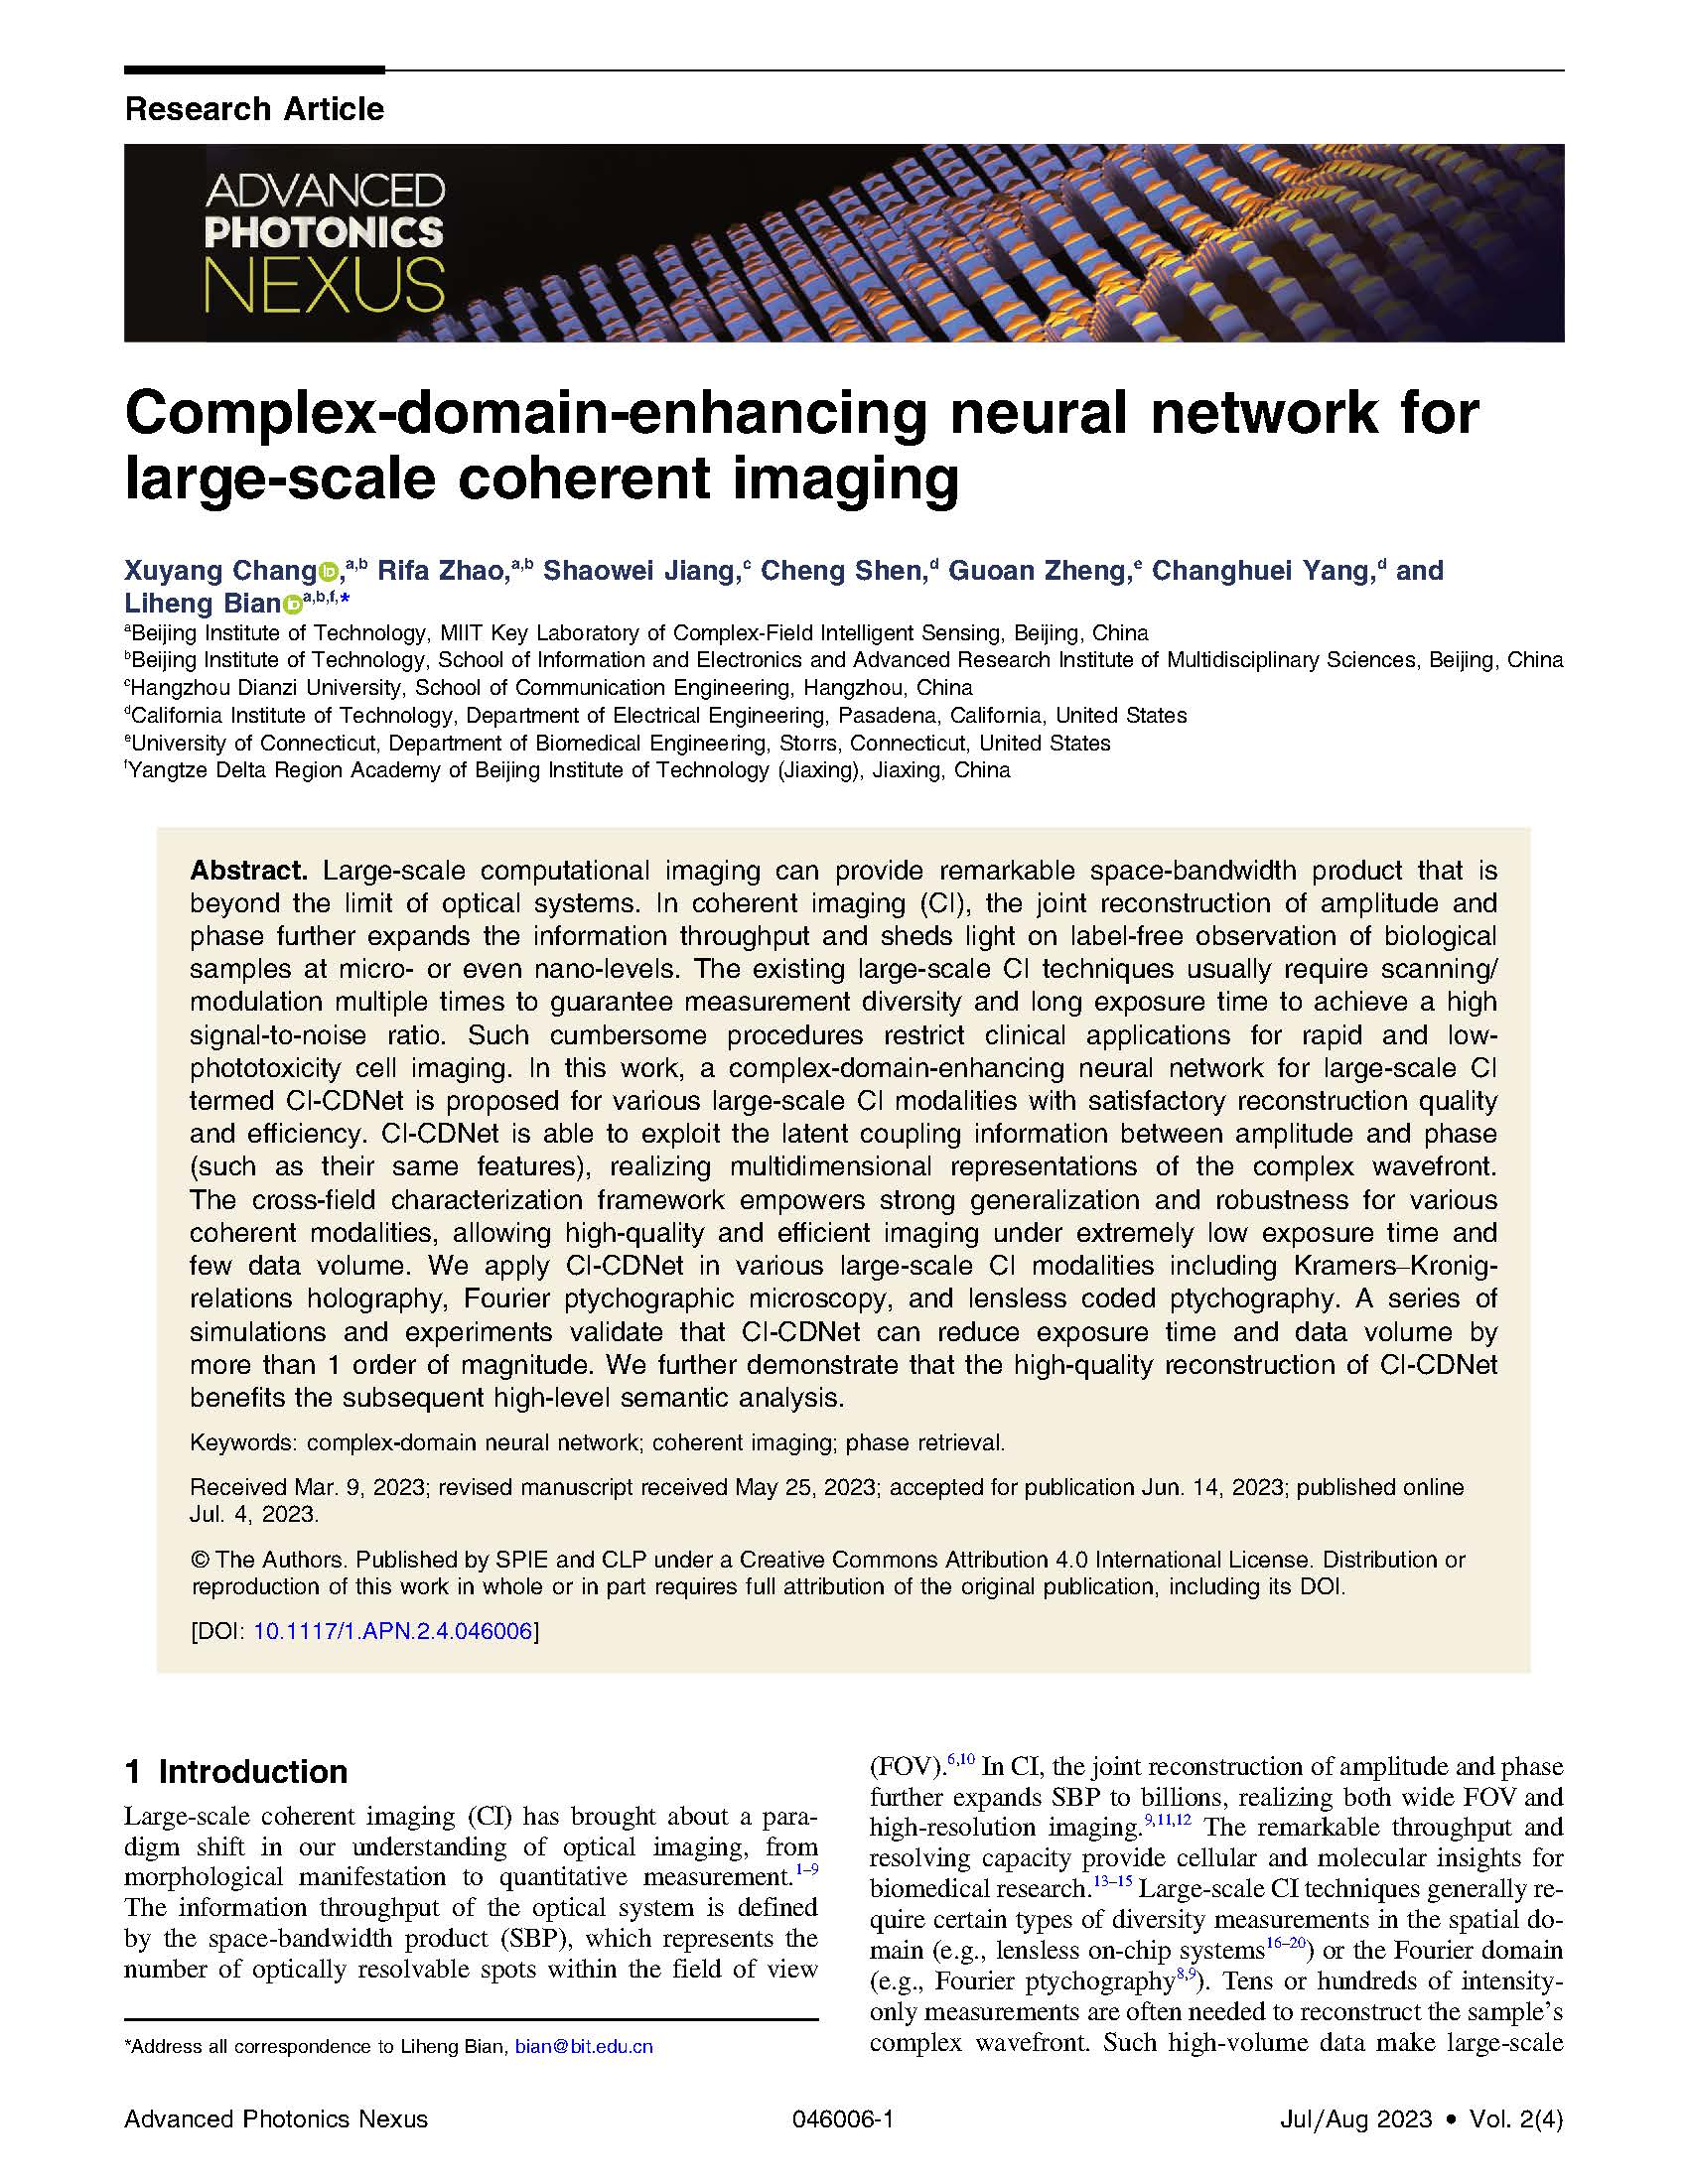 Research Article
ADVANCED
PHOTONICS
NEXUS
Complex-domain-enhancing neural network for
large-scale coherent imaging
Xuyang Chang,a,b Rifa Zhao,a,b Shaowei Jiang,c Cheng Shen,d Guoan Zheng,e Changhuei Yang,d and
Liheng Biana,b,f,*
aBeijing Institute of Technology, MIIT Key Laboratory of Complex-Field Intelligent Sensing, Beijing, China
bBeijing Institute of Technology, School of Information and Electronics and Advanced Research Institute of Multidisciplinary Sciences, Beijing, China
cHangzhou Dianzi University, School of Communication Engineering, Hangzhou, China
dCalifornia Institute of Technology, Department of Electrical Engineering, Pasadena, California, United States
eUniversity of Connecticut, Department of Biomedical Engineering, Storrs, Connecticut, United States
fYangtze Delta Region Academy of Beijing Institute of Technology (Jiaxing), Jiaxing, China
Abstract. Large-scale computational imaging can provide remarkable space-bandwidth product that is
beyond the limit of optical systems. In coherent imaging (CI), the joint reconstruction of amplitude and
phase further expands the information throughput and sheds light on label-free observation of biological
samples at micro- or even nano-levels. The existing large-scale CI techniques usually require scanning/
modulation multiple times to guarantee measurement diversity and long exposure time to achieve a high
signal-to-noise ratio. Such cumbersome procedures restrict clinical applications for rapid and low-
phototoxicity cell imaging. In this work, a complex-domain-enhancing neural network for large-scale CI
termed CI-CDNet is proposed for various large-scale CI modalities with satisfactory reconstruction quality
and efficiency. CI-CDNet is able to exploit the latent coupling information between amplitude and phase
(such as their same features), realizing multidimensional representations of the complex wavefront.
The cross-field characterization framework empowers strong generalization and robustness for various
coherent modalities, allowing high-quality and efficient imaging under extremely low exposure time and
few data volume. We apply CI-CDNet in various large-scale CI modalities including Kramers–Kronig-
relations holography, Fourier ptychographic microscopy, and lensless coded ptychography. A series of
simulations and experiments validate that CI-CDNet can reduce exposure time and data volume by
more than 1 order of magnitude. We further demonstrate that the high-quality reconstruction of CI-CDNet
benefits the subsequent high-level semantic analysis.
Keywords: complex-domain neural network; coherent imaging; phase retrieval.
Received Mar. 9, 2023; revised manuscript received May 25, 2023; accepted for publication Jun. 14, 2023; published online
Jul. 4, 2023.
© The Authors. Published by SPIE and CLP under a Creative Commons Attribution 4.0 International License. Distribution or
reproduction of this work in whole or in part requires full attribution of the original publication, including its DOI.
[DOI: 10.1117/1.APN.2.4.046006]
1 Introduction
Large-scale coherent imaging (CI) has brought about a para-
digm shift in our understanding of optical imaging, from
morphological manifestation to quantitative measurement.1–9
The information throughput of the optical system is defined
by the space-bandwidth product (SBP), which represents the
number of optically resolvable spots within the field of view
*Address all correspondence to Liheng Bian, bian@bit.edu.cn
(FOV).6,10 In CI, the joint reconstruction of amplitude and phase
further expands SBP to billions, realizing both wide FOV and
high-resolution imaging.9,11,12 The remarkable throughput and
resolving capacity provide cellular and molecular insights for
biomedical research.13–15 Large-scale CI techniques generally re-
quire certain types of diversity measurements in the spatial do-
main (e.g., lensless on-chip systems16–20) or the Fourier domain
(e.g., Fourier ptychography8,9). Tens or hundreds of intensity-
only measurements are often needed to reconstruct the sample's
complex wavefront. Such high-volume data make large-scale
Advanced Photonics Nexus
046006-1
Jul/Aug 2023 • Vol. 2(4)